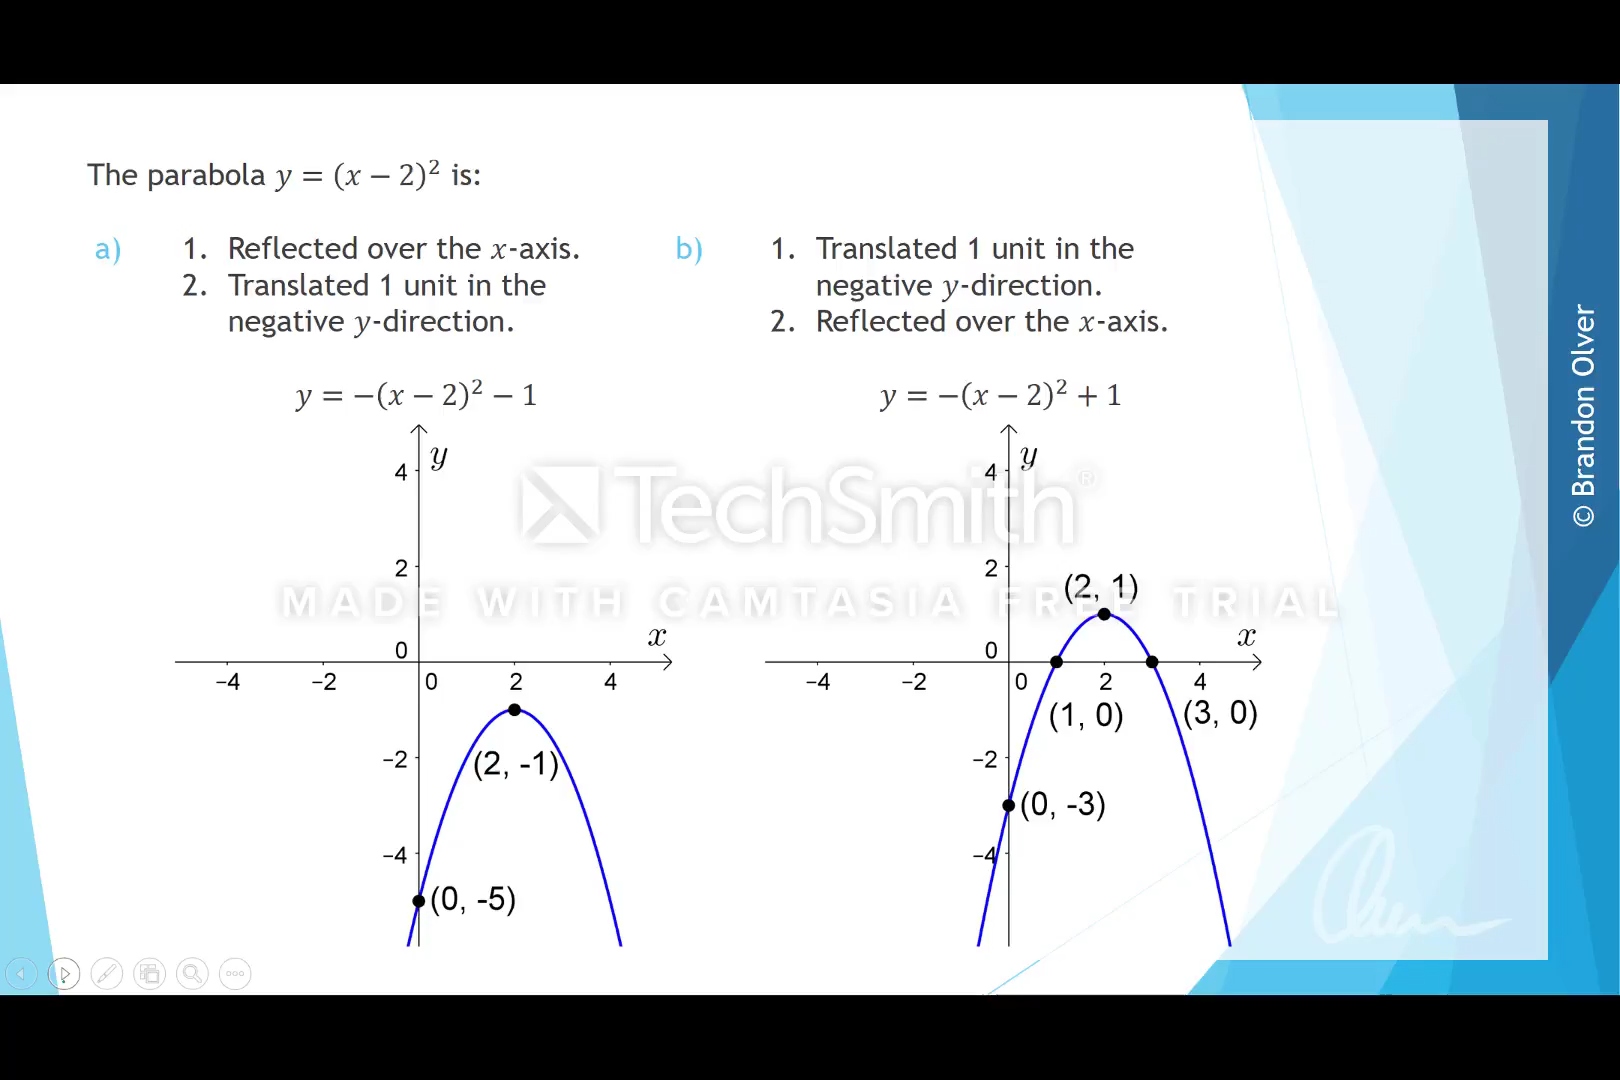 The parabola y = (x − 2)² is:
a)
1. Reflected over the x-axis.
2. Translated 1 unit in the
negative y-direction.
y = −(x − 2)² − 1
y
4
2
0
x
−4 −2 0 2 4
(2, -1)
−2
−4
(0, -5)
b)
1. Translated 1 unit in the
negative y-direction.
2. Reflected over the x-axis.
y = −(x − 2)² + 1
y
4
2
(2, 1)
0
x
−4 −2 0 2 4
(1, 0)
(3, 0)
−2
(0, -3)
−4
TechSmith®
MADE WITH CAMTASIA FREE TRIAL
© Brandon Olver